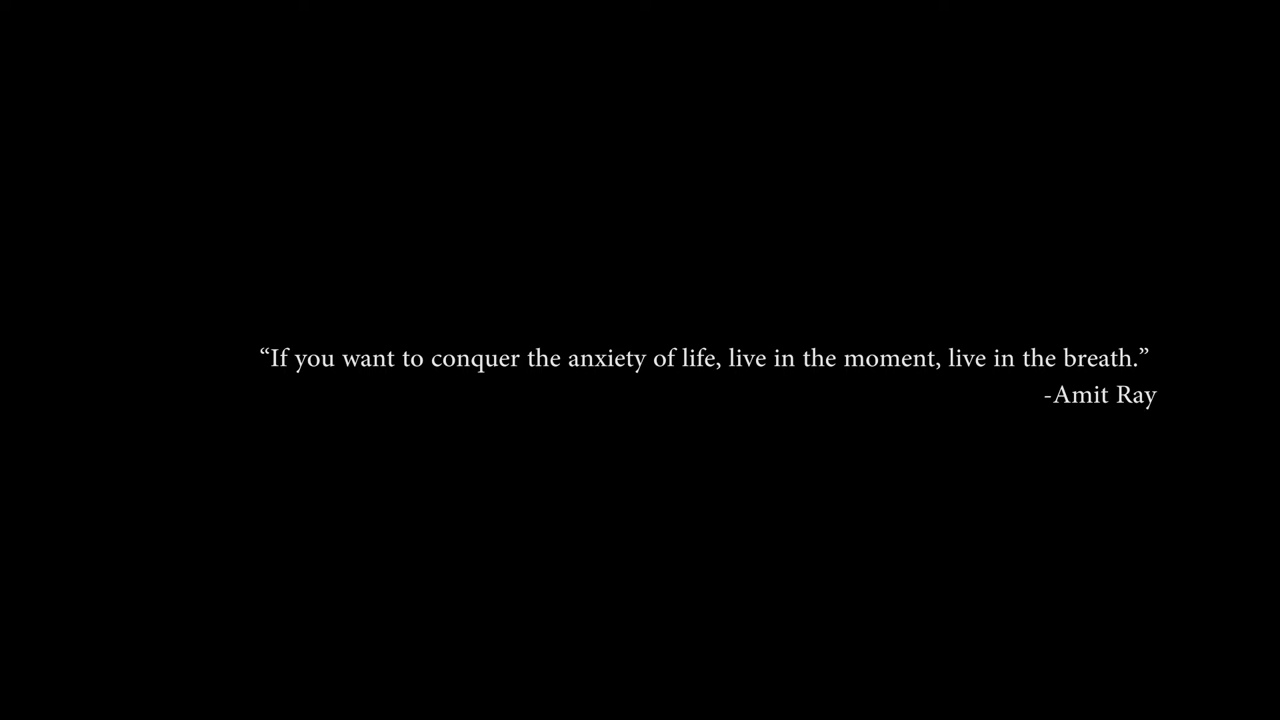 “If you want to conquer the anxiety of life, live in the moment, live in the breath.”
-Amit Ray